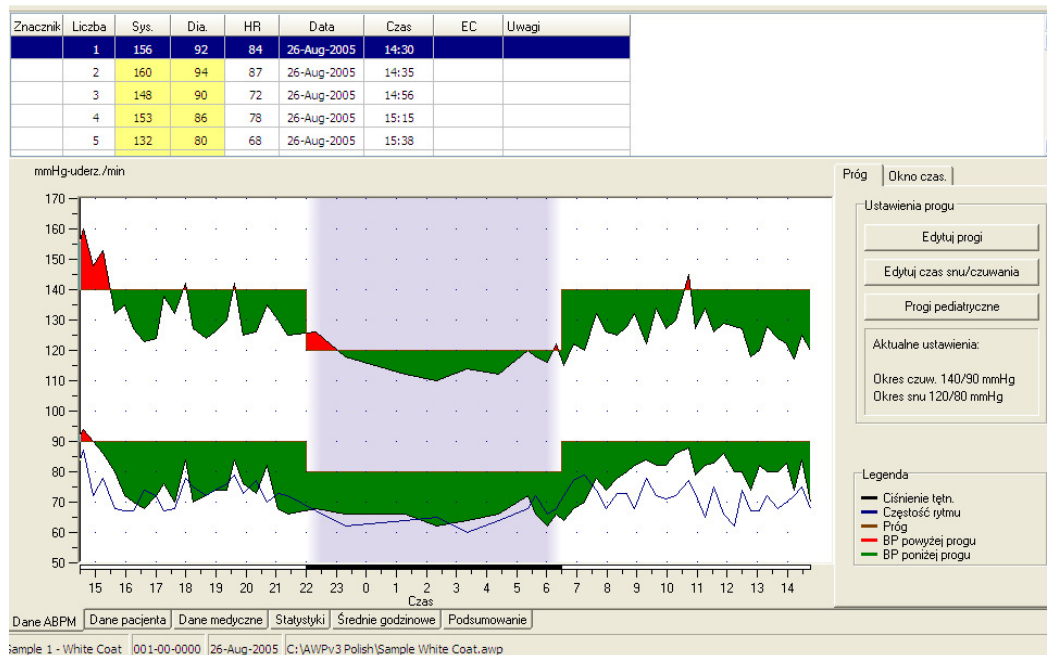 Znacznik Liczba Sys. Dia. HR Data Czas EC Uwagi
1 156 92 84 26-Aug-2005 14:30
2 160 94 87 26-Aug-2005 14:35
3 148 90 72 26-Aug-2005 14:56
4 153 86 78 26-Aug-2005 15:15
5 132 80 68 26-Aug-2005 15:38
mmHg-uderz./min
170
160
150
140
130
120
110
100
90
80
70
60
50
15 16 17 18 19 20 21 22 23 0 1 2 3 4 5 6 7 8 9 10 11 12 13 14
Czas
Próg Okno czas.
Ustawienia progu
Edytuj progi
Edytuj czas snu/czuwania
Progi pediatryczne
Aktualne ustawienia:
Okres czuw. 140/90 mmHg
Okres snu 120/80 mmHg
Legenda
Ciśnienie tętn.
Częstość rytmu
Próg
BP powyżej progu
BP poniżej progu
Dane ABPM Dane pacjenta Dane medyczne Statystyki Średnie godzinowe Podsumowanie
Sample 1 - White Coat 001-00-0000 26-Aug-2005 C:\AWPv3 Polish\Sample White Coat.awp